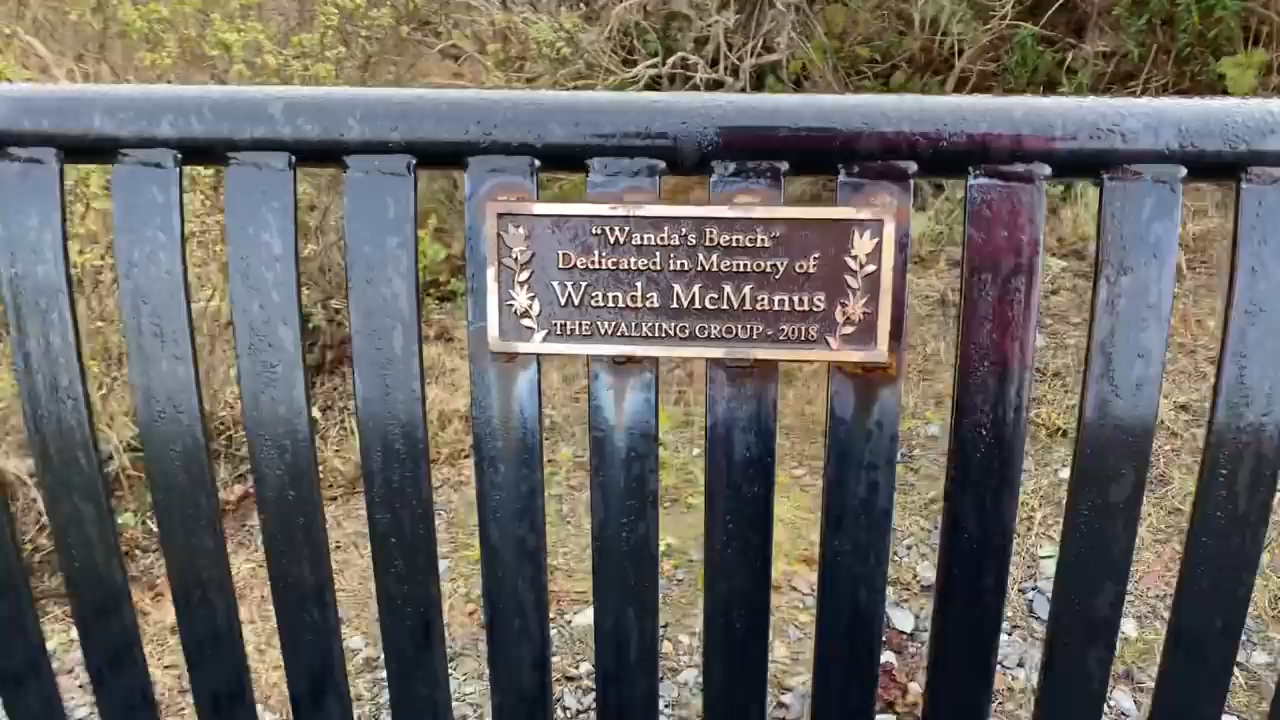 "Wanda's Bench"
Dedicated in Memory of
Wanda McManus
THE WALKING GROUP - 2018